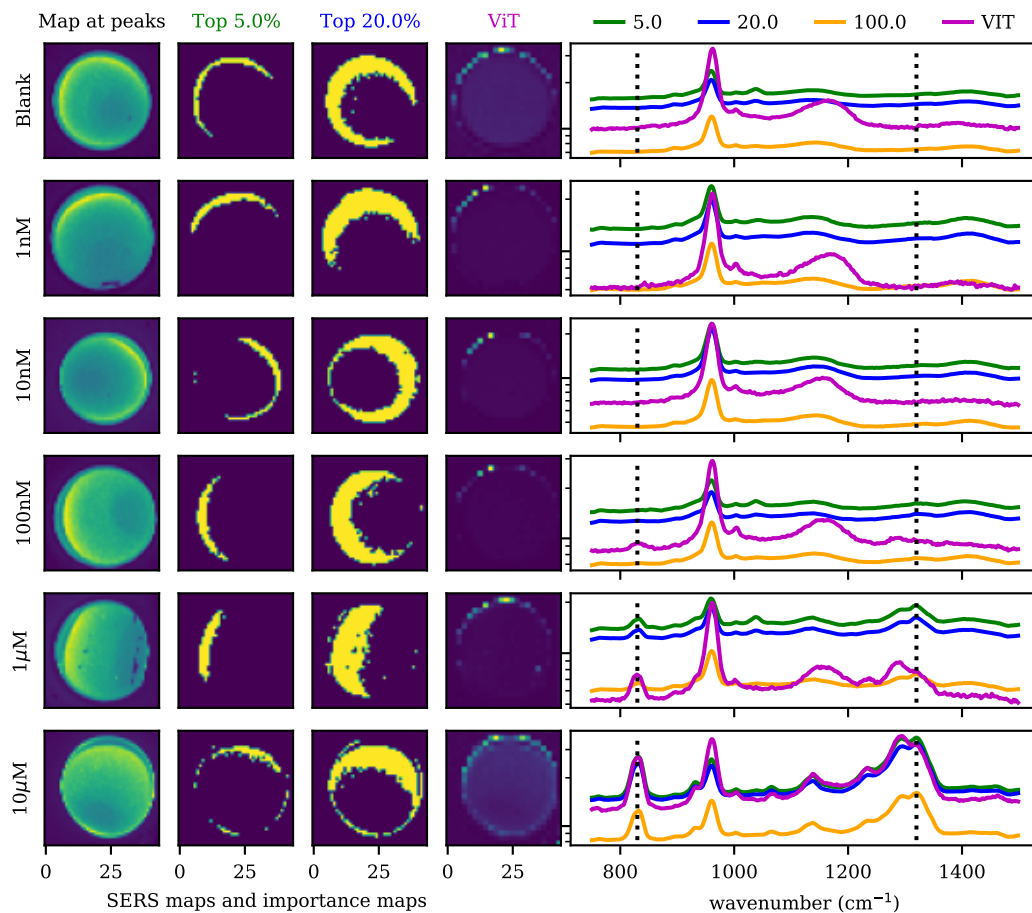 Map at peaks Top 5.0% Top 20.0% ViT 5.0 20.0 100.0 VIT
Blank
1nM
10nM
100nM
1μM
10μM
0 25 0 25 0 25 0 25 800 1000 1200 1400
SERS maps and importance maps wavenumber (cm⁻¹)